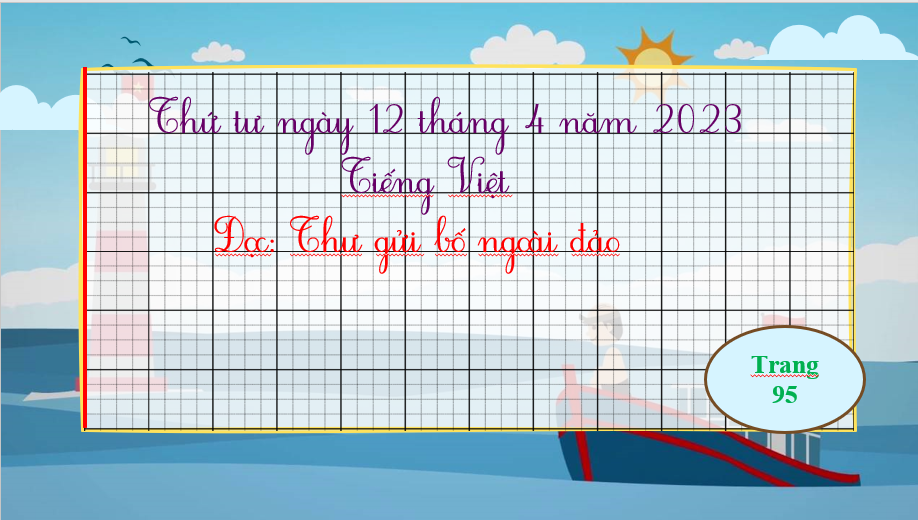 Thứ tư ngày 12 tháng 4 năm 2023
Tiếng Việt
Đọc: Thư gửi bố ngoài đảo
Trang
95